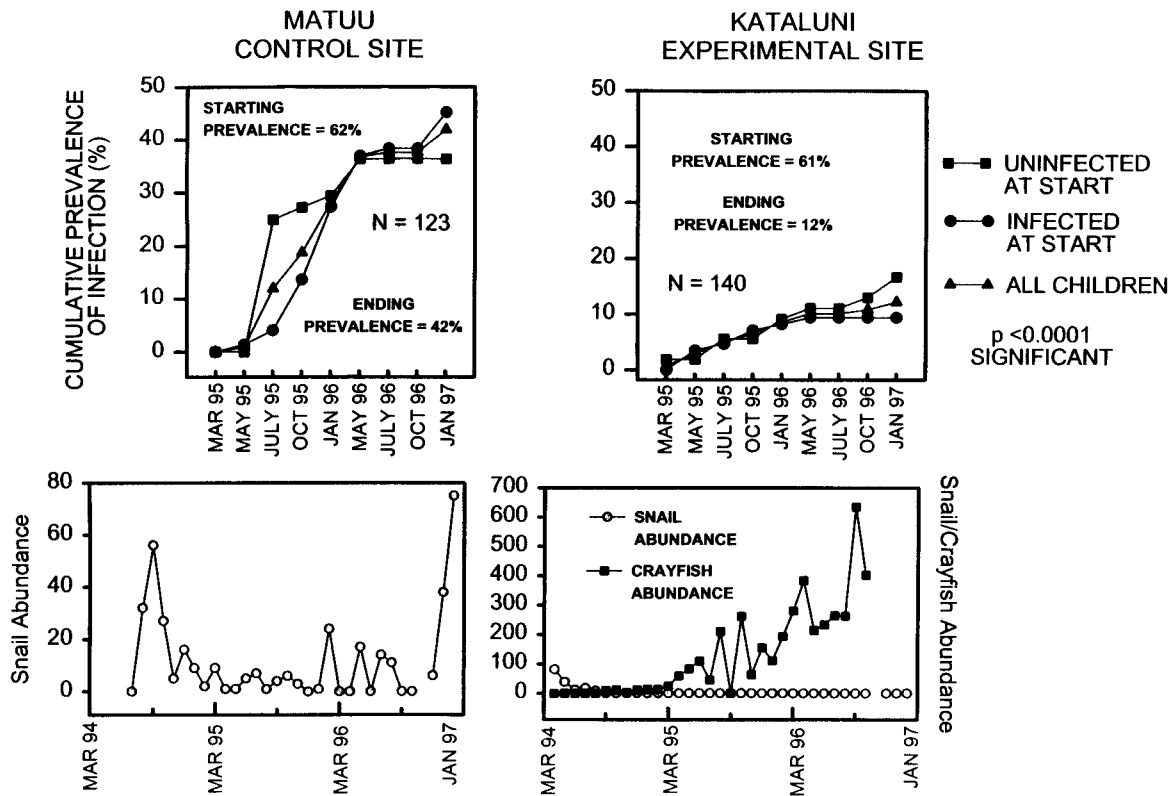 MATUU
CONTROL SITE
KATALUNI
EXPERIMENTAL SITE
CUMULATIVE PREVALENCE
OF INFECTION (%)
50
40
30
20
10
0
STARTING
PREVALENCE = 62%
N = 123
ENDING
PREVALENCE = 42%
MAR 95
MAY 95
JULY 95
OCT 95
JAN 96
MAY 96
JULY 96
OCT 96
JAN 97
50
40
30
20
10
0
STARTING
PREVALENCE = 61%
ENDING
PREVALENCE = 12%
N = 140
MAR 95
MAY 95
JULY 95
OCT 95
JAN 96
MAY 96
JULY 96
OCT 96
JAN 97
UNINFECTED
AT START
INFECTED
AT START
ALL CHILDREN
p <0.0001
SIGNIFICANT
Snail Abundance
80
60
40
20
0
MAR 94
MAR 95
MAR 96
JAN 97
700
600
500
400
300
200
100
0
SNAIL
ABUNDANCE
CRAYFISH
ABUNDANCE
MAR 94
MAR 95
MAR 96
JAN 97
Snail/Crayfish Abundance